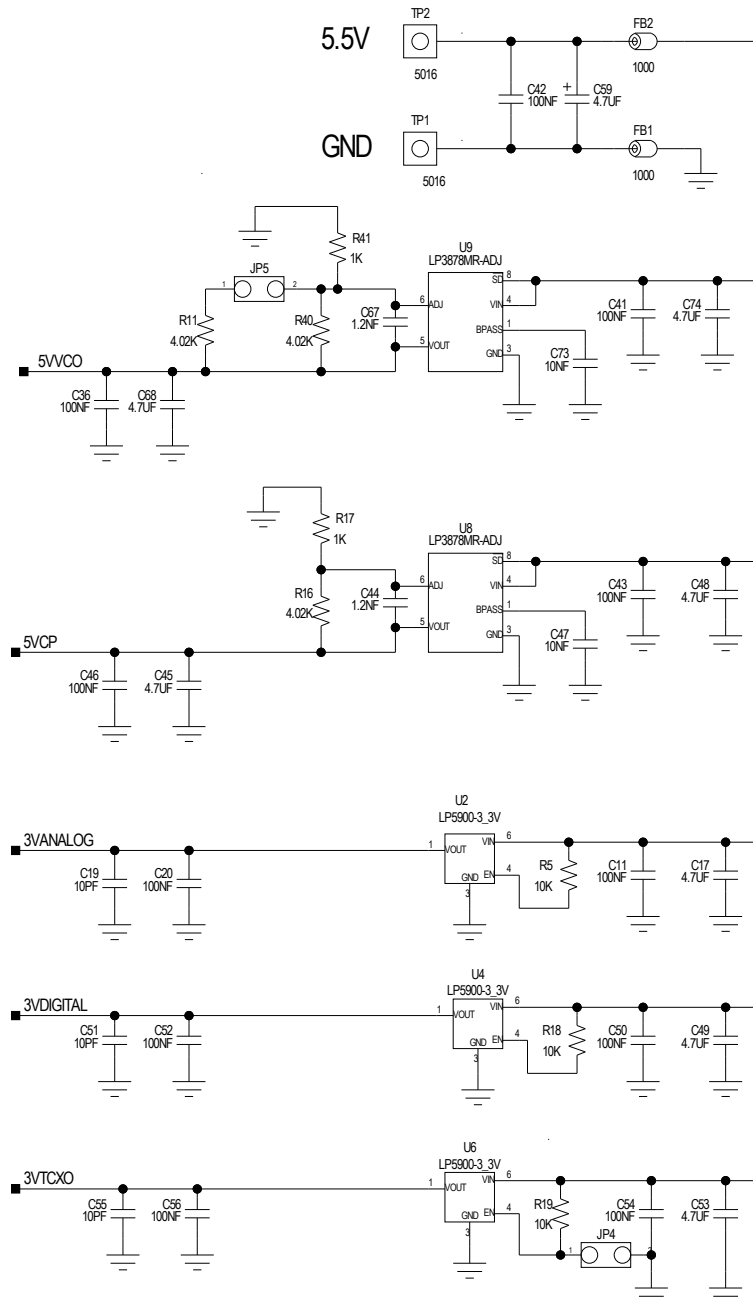 TP2
5.5V
5016
C42
100NF
+
C59
4.7UF
FB2
1000
GND
TP1
5016
FB1
1000
R41
1K
JP5
1
2
R11
4.02K
R40
4.02K
C67
1.2NF
U9
LP3878MR-ADJ
6
ADJ
5
VOUT
SD
8
VIN
4
BPASS
1
GND
3
C73
10NF
C41
100NF
C74
4.7UF
5VVCO
C36
100NF
C68
4.7UF
R17
1K
R16
4.02K
C44
1.2NF
U8
LP3878MR-ADJ
6
ADJ
5
VOUT
SD
8
VIN
4
BPASS
1
GND
3
C47
10NF
C43
100NF
C48
4.7UF
5VCP
C46
100NF
C45
4.7UF
U2
LP5900-3_3V
3VANALOG
1
VOUT
VIN
6
GND
EN
4
3
R5
10K
C11
100NF
C17
4.7UF
C19
10PF
C20
100NF
U4
LP5900-3_3V
3VDIGITAL
1
VOUT
VIN
6
GND
EN
4
3
R18
10K
C50
100NF
C49
4.7UF
C51
10PF
C52
100NF
U6
LP5900-3_3V
3VTCXO
1
VOUT
VIN
6
GND
EN
4
3
R19
10K
JP4
1
2
C54
100NF
C53
4.7UF
C55
10PF
C56
100NF